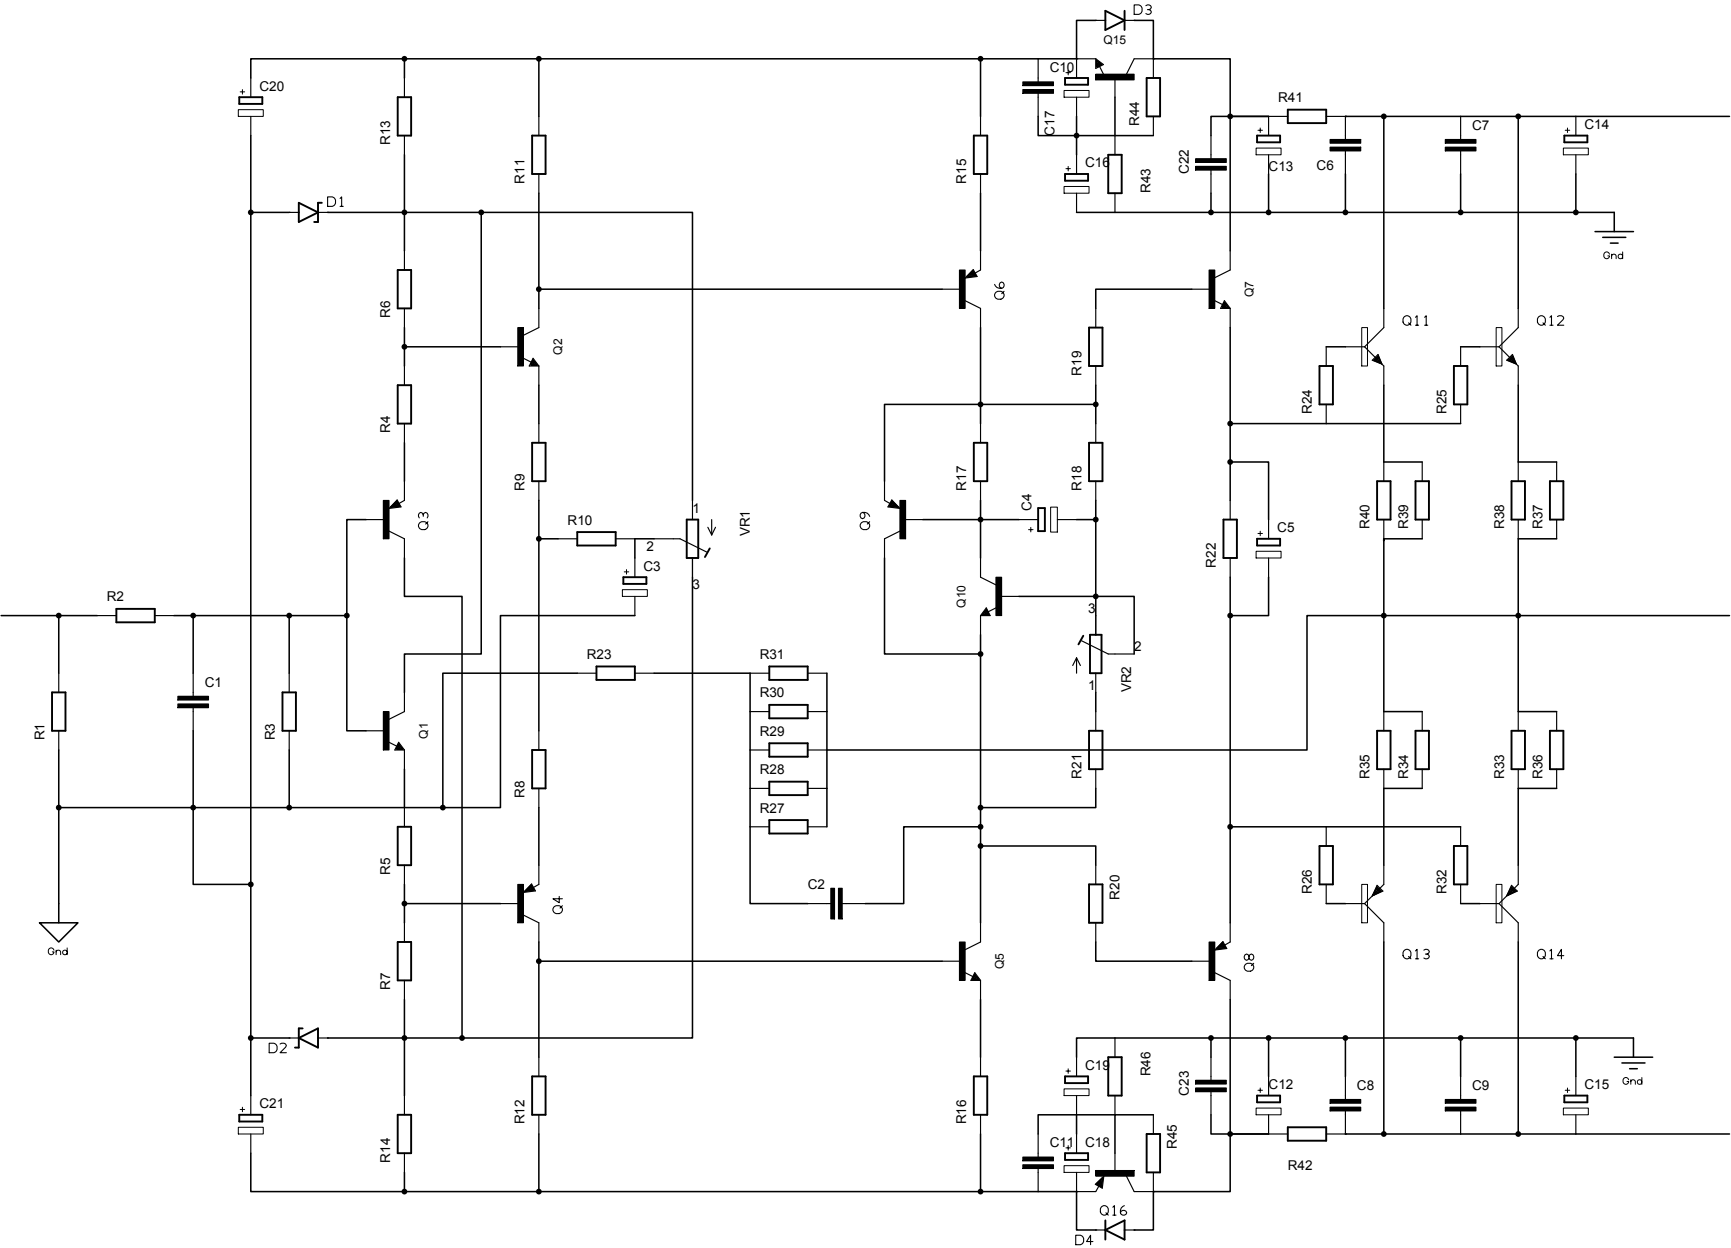 D3
Q15
C20
C10
R44
C17
R13
R11
R15
C16
R43
R41
C22
C13
C6
C7
C14
D1
Gnd
R6
Q2
Q6
Q7
R19
Q11
Q12
R4
R24
R25
R9
R17
R18
Q3
R10
1
2
3
VR1
C3
Q9
C4
R22
C5
R40
R39
R38
R37
Q10
3
2
1
VR2
R2
R1
C1
R3
Q1
R23
R31
R30
R29
R28
R27
R21
R8
R35
R34
R33
R36
R5
C2
Q4
R20
R26
R32
Gnd
R7
Q5
Q8
Q13
Q14
D2
C21
R14
R12
R16
C19
R46
C23
C12
C8
C9
C15
Gnd
C11
C18
R45
R42
Q16
D4